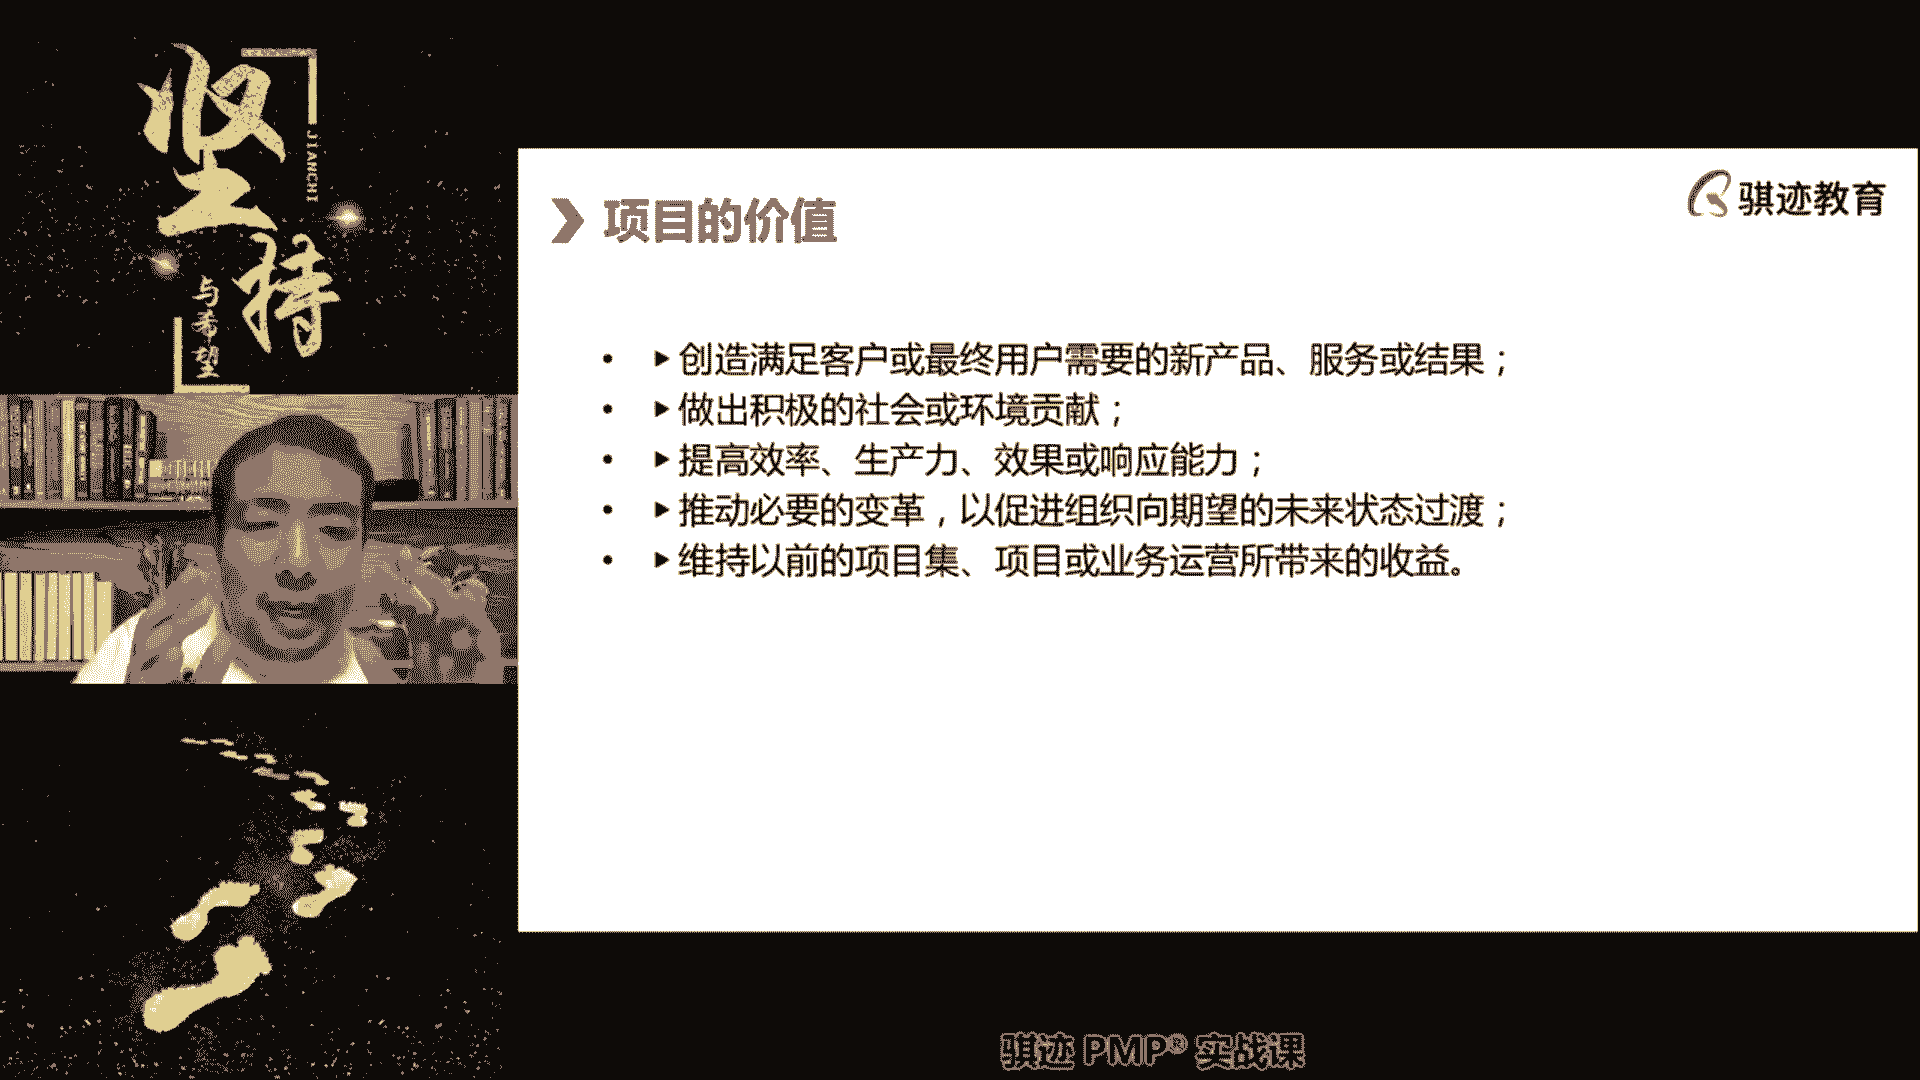 坚持
JIANCHI
与希望
骐迹教育
项目的价值
• ▶创造满足客户或最终用户需要的新产品、服务或结果；
• ▶做出积极的社会或环境贡献；
• ▶提高效率、生产力、效果或响应能力；
• ▶推动必要的变革，以促进组织向期望的未来状态过渡；
• ▶维持以前的项目集、项目或业务运营所带来的收益。
骐迹 PMP® 实战课